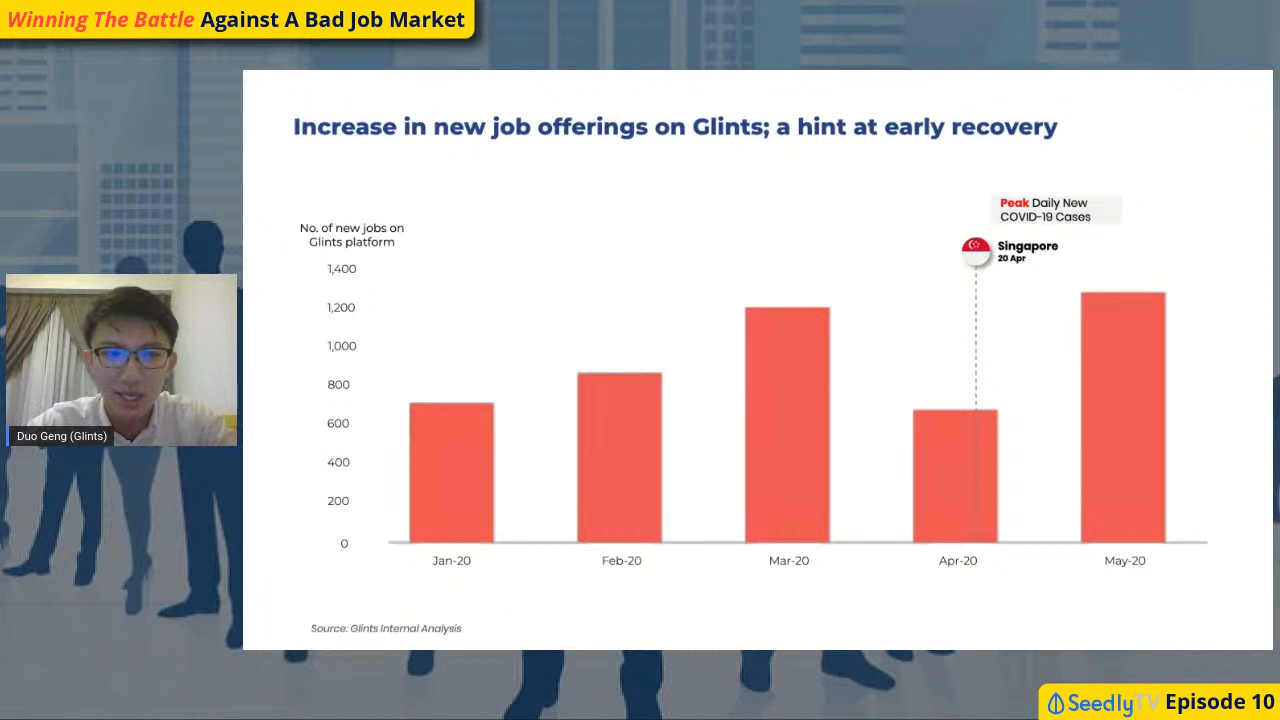 Winning The Battle Against A Bad Job Market
Increase in new job offerings on Glints; a hint at early recovery
Peak Daily New
COVID-19 Cases
Singapore
20 Apr
No. of new jobs on
Glints platform
1,400
1,200
1,000
800
600
400
200
0
Jan-20
Feb-20
Mar-20
Apr-20
May-20
Source: Glints Internal Analysis
Duo Geng (Glints)
SeedlyTV Episode 10